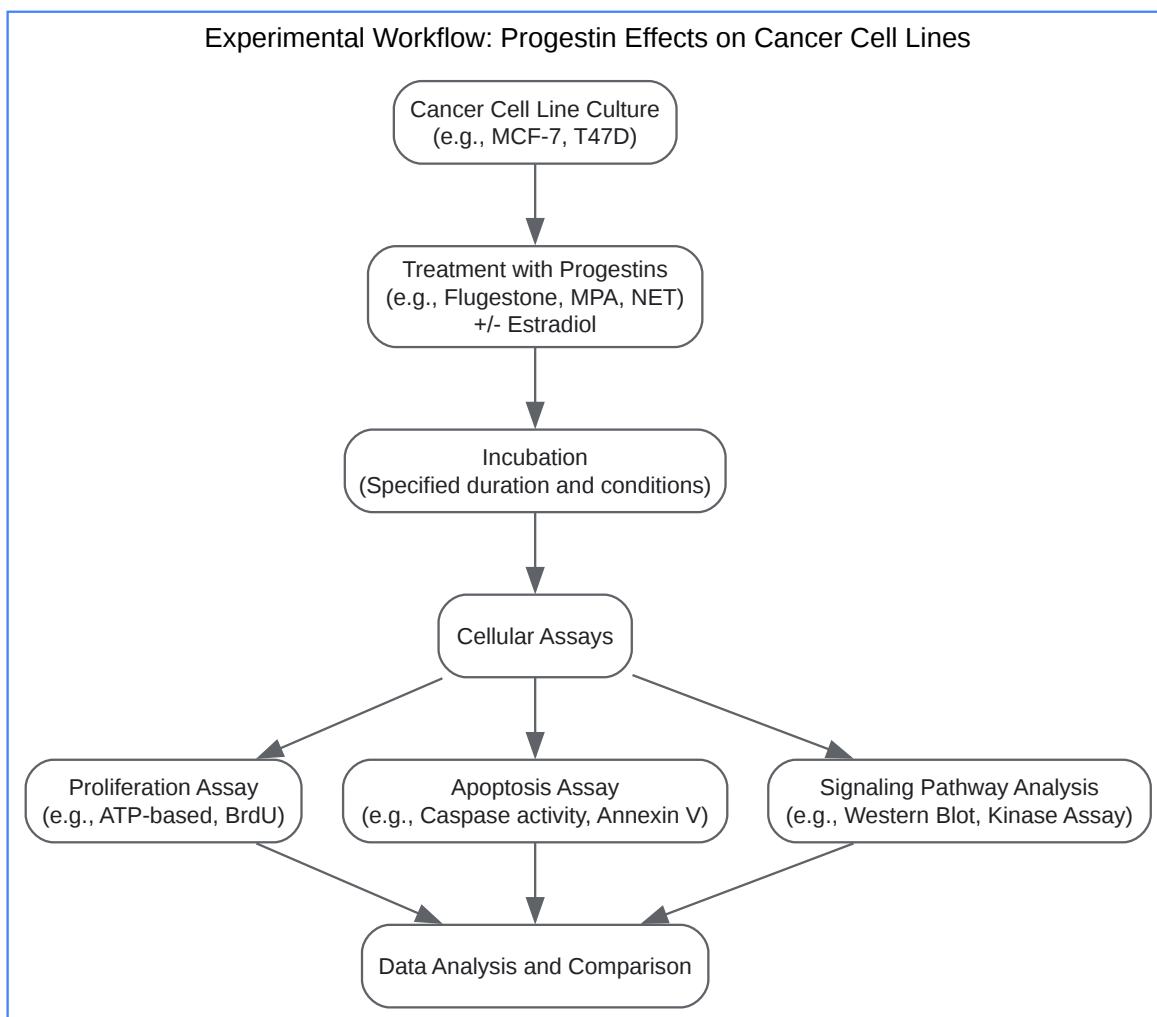 Experimental Workflow: Progestin Effects on Cancer Cell Lines
Cancer Cell Line Culture
(e.g., MCF-7, T47D)
Treatment with Progestins
(e.g., Flugestone, MPA, NET)
+/- Estradiol
Incubation
(Specified duration and conditions)
Cellular Assays
Proliferation Assay
(e.g., ATP-based, BrdU)
Apoptosis Assay
(e.g., Caspase activity, Annexin V)
Signaling Pathway Analysis
(e.g., Western Blot, Kinase Assay)
Data Analysis and Comparison